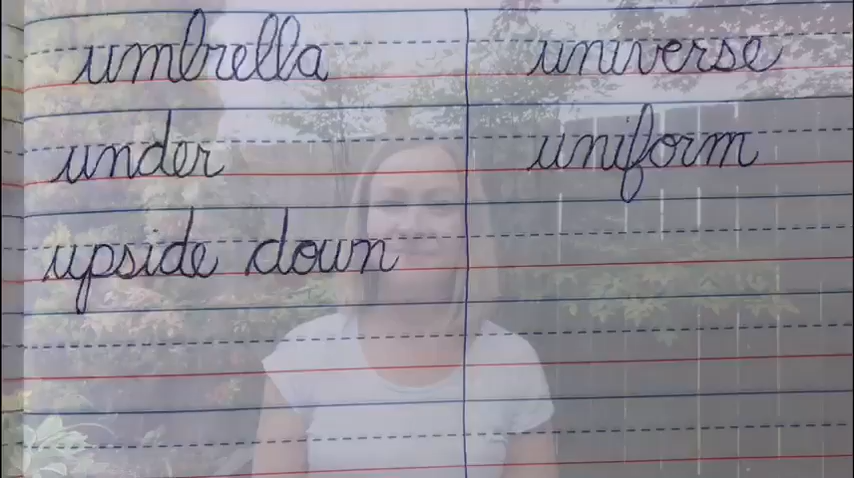 umbrella
under
upside down
universe
uniform